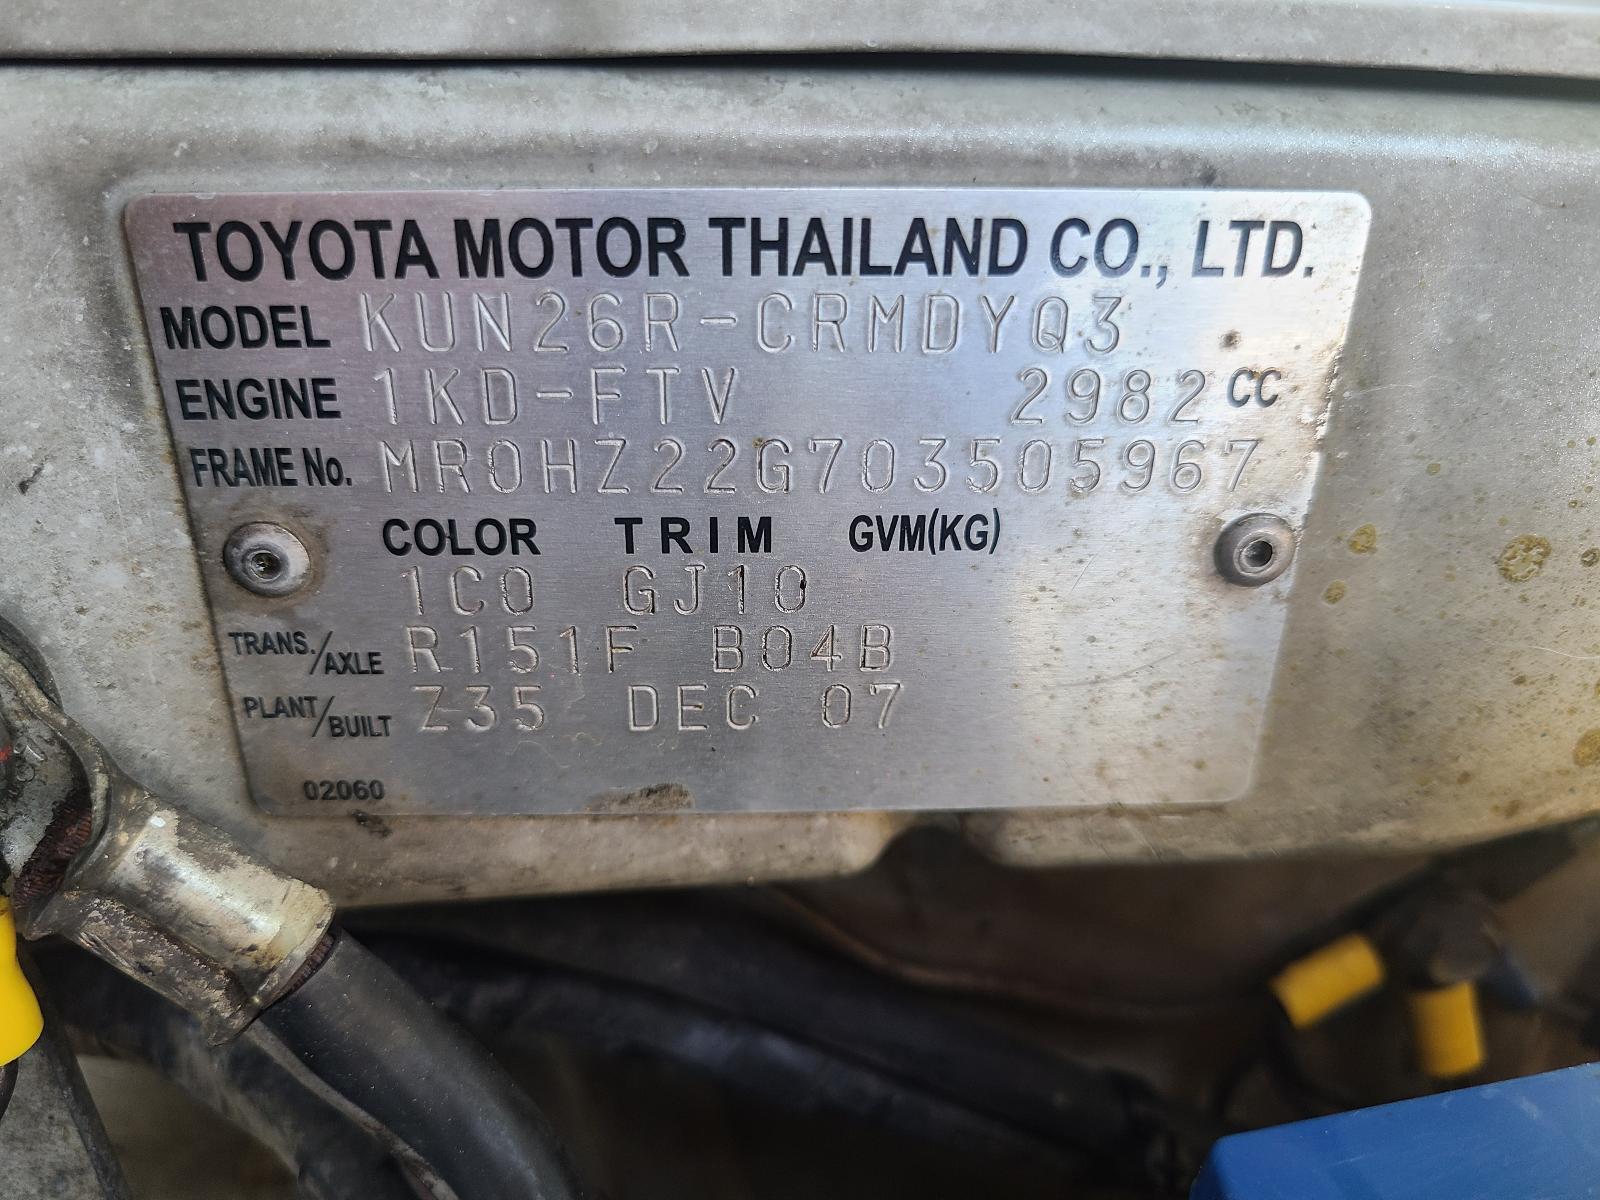 TOYOTA MOTOR THAILAND CO., LTD.
MODEL KUN26R-CRMDYQ3
ENGINE 1KD-FTV 2982 CC
FRAME No. MR0HZ22G703505967
COLOR TRIM GVM(KG)
1C0 GJ10
TRANS./AXLE R151F B04B
PLANT/BUILT Z35 DEC 07
02060